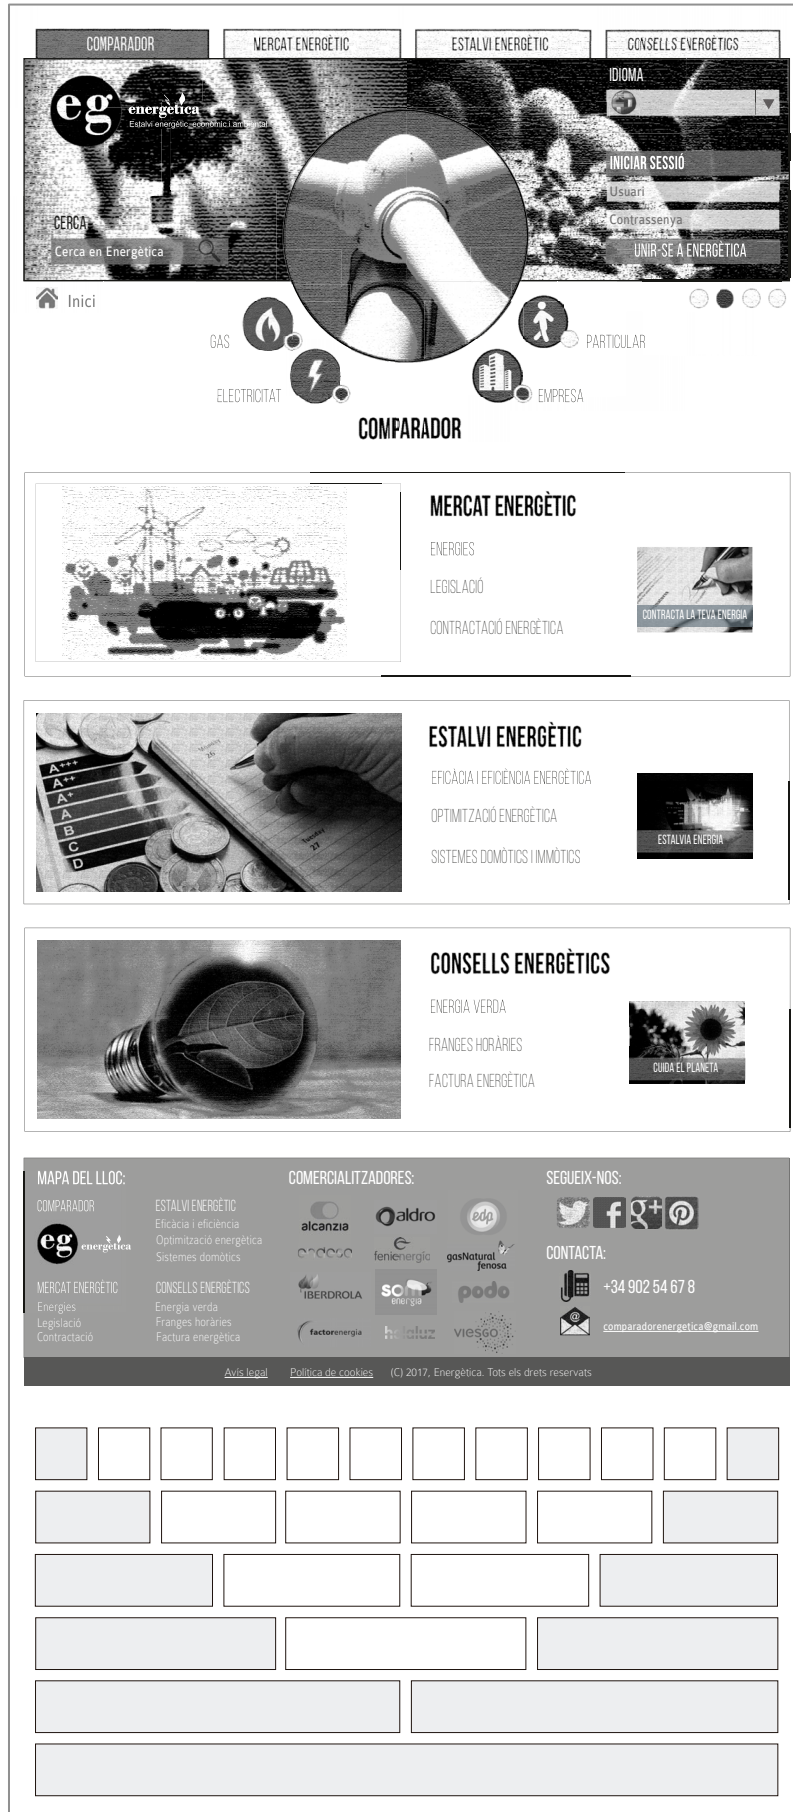 COMPARADOR
MERCAT ENERGÈTIC
ESTALVI ENERGÈTIC
CONSELLS ENERGÈTICS
eg energètica
Estalvi energètic, econòmic i ambiental
IDIOMA
INICIAR SESSIÓ
Usuari
Contrassenya
UNIR-SE A ENERGÈTICA
CERCA
Cerca en Energètica
Inici
GAS
ELECTRICITAT
PARTICULAR
EMPRESA
COMPARADOR
MERCAT ENERGÈTIC
ENERGIES
LEGISLACIÓ
CONTRACTACIÓ ENERGÈTICA
CONTRACTA LA TEVA ENERGIA
A+++
A++
A+
A
B
C
D
26
Tuesday
27
ESTALVI ENERGÈTIC
EFICÀCIA I EFICIÈNCIA ENERGÈTICA
OPTIMITZACIÓ ENERGÈTICA
SISTEMES DOMÒTICS I IMMÒTICS
ESTALVIA ENERGIA
CONSELLS ENERGÈTICS
ENERGIA VERDA
FRANGES HORÀRIES
FACTURA ENERGÈTICA
CUIDA EL PLANETA
MAPA DEL LLOC:
COMPARADOR
eg energètica
MERCAT ENERGÈTIC
Energies
Legislació
Contractació
ESTALVI ENERGÈTIC
Eficàcia i eficiència
Optimització energètica
Sistemes domòtics
CONSELLS ENERGÈTICS
Energia verda
Franges horàries
Factura energètica
COMERCIALITZADORES:
alcanzia
aldro
edp
endesa
fenienergia
gasNatural
fenosa
IBERDROLA
som
energia
podo
factorenergia
holaluz
viesgo
SEGUEIX-NOS:
CONTACTA:
+34 902 54 67 8
comparadorenergetica@gmail.com
Avís legal Política de cookies (C) 2017, Energètica. Tots els drets reservats